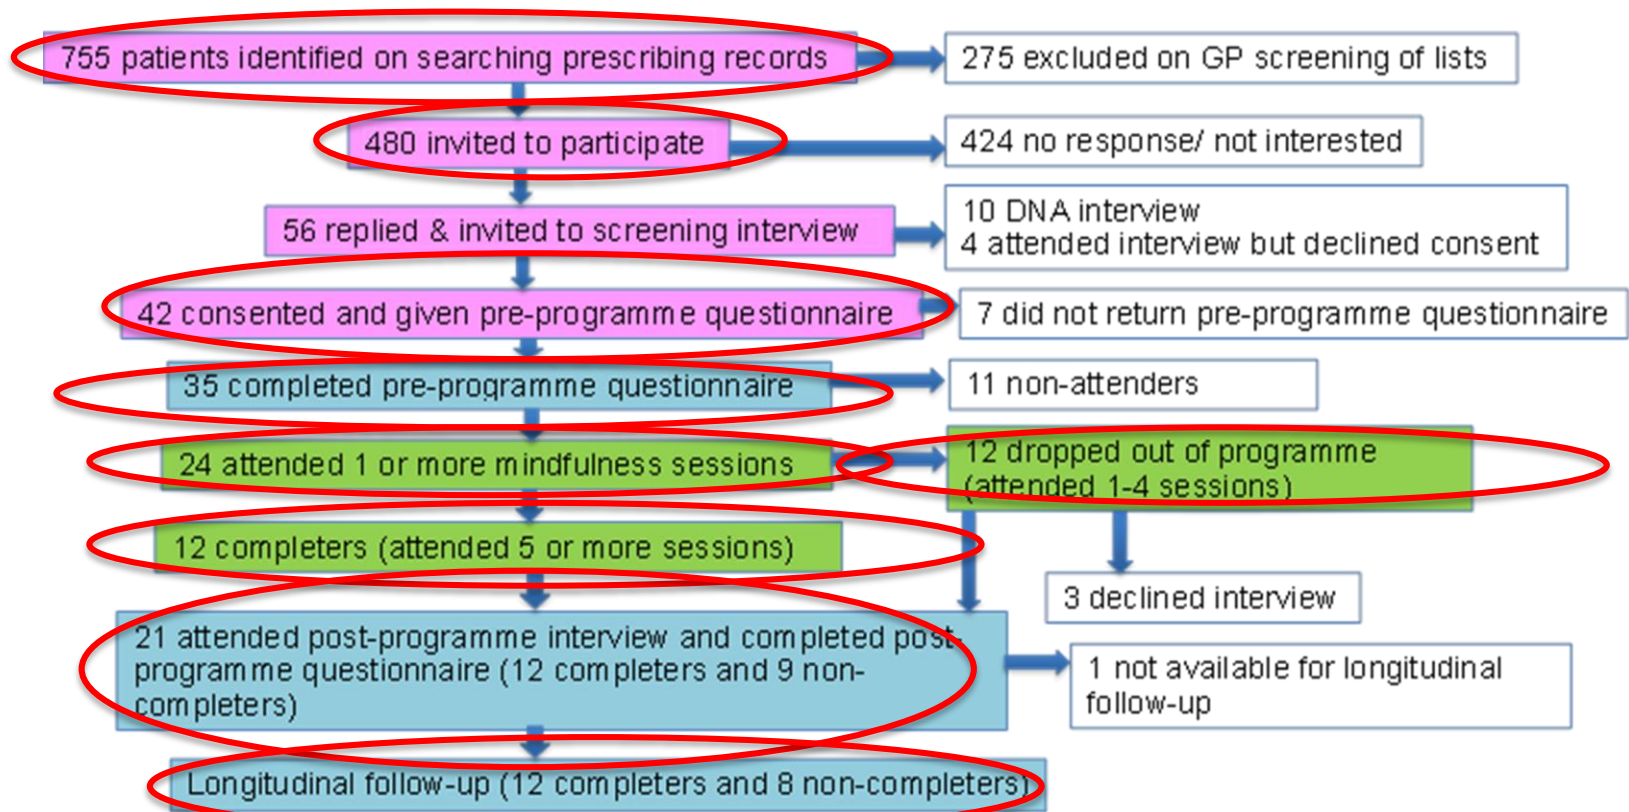 755 patients identified on searching prescribing records
275 excluded on GP screening of lists
480 invited to participate
424 no response/ not interested
56 replied & invited to screening interview
10 DNA interview
4 attended interview but declined consent
42 consented and given pre-programme questionnaire
7 did not return pre-programme questionnaire
35 completed pre-programme questionnaire
11 non-attenders
24 attended 1 or more mindfulness sessions
12 dropped out of programme
(attended 1-4 sessions)
12 completers (attended 5 or more sessions)
3 declined interview
21 attended post-programme interview and completed post-
programme questionnaire (12 completers and 9 non-
completers)
1 not available for longitudinal
follow-up
Longitudinal follow-up (12 completers and 8 non-completers)